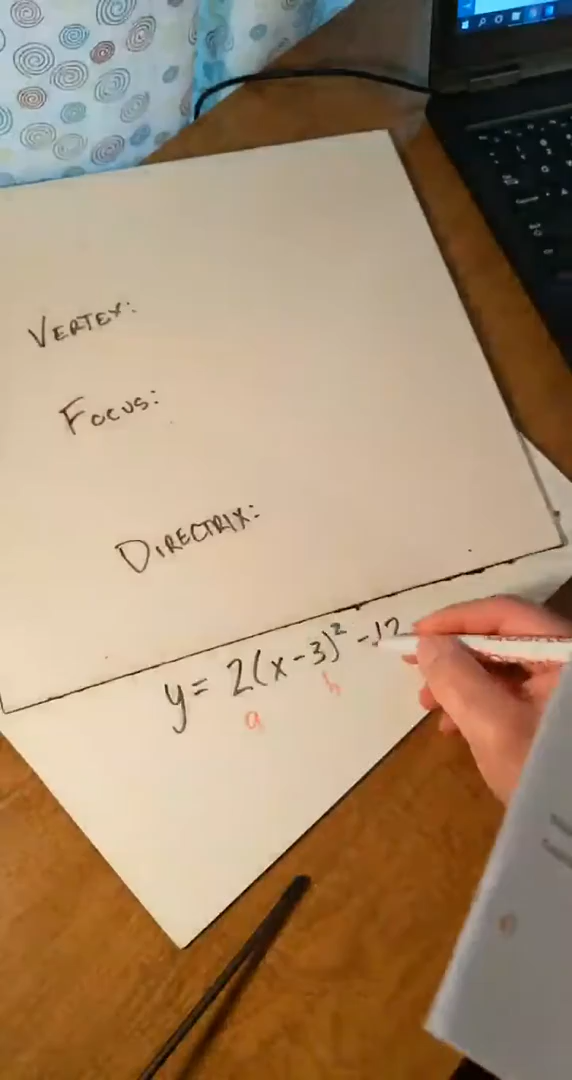 VERTEX:
FOCUS:
DIRECTRIX:
y = 2(x-3)² -12
a h